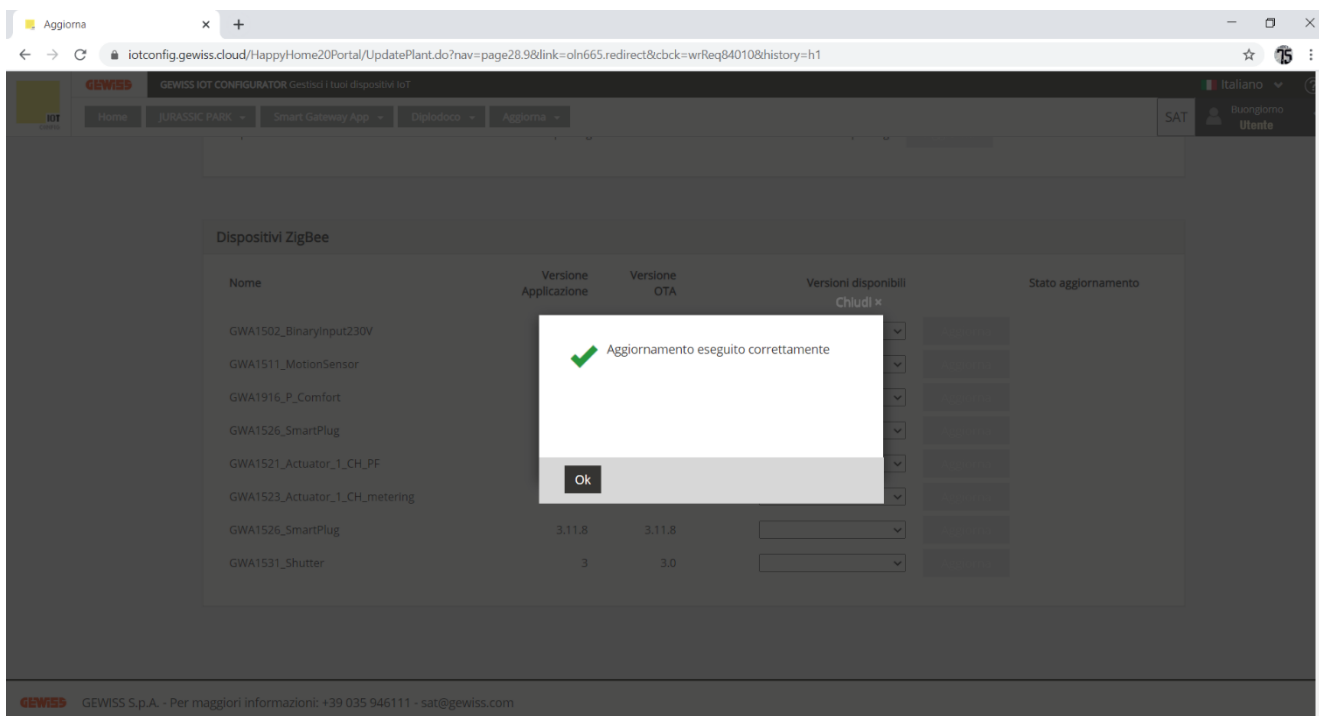 Aggiorna
iotconfig.gewiss.cloud/HappyHome20Portal/UpdatePlant.do?nav=page28.9&link=oln665.redirect&cbck=wrReq84010&history=h1
75
GEWISS
GEWISS IOT CONFIGURATOR Gestisci i tuoi dispositivi IoT
Italiano
IOT
Home
JURASSIC PARK
Smart Gateway App
Diplodoco
Aggiorna
SAT
Buongiorno
Utente
Dispositivi ZigBee
Nome
Versione Applicazione
Versione OTA
Versioni disponibili
Stato aggiornamento
Chiudi ×
GWA1502_BinaryInput230V
GWA1511_MotionSensor
GWA1916_P_Comfort
GWA1526_SmartPlug
GWA1521_Actuator_1_CH_PF
GWA1523_Actuator_1_CH_metering
GWA1526_SmartPlug 3.11.8 3.11.8
GWA1531_Shutter 3 3.0
Aggiornamento eseguito correttamente
Ok
GEWISS GEWISS S.p.A. - Per maggiori informazioni: +39 035 946111 - sat@gewiss.com